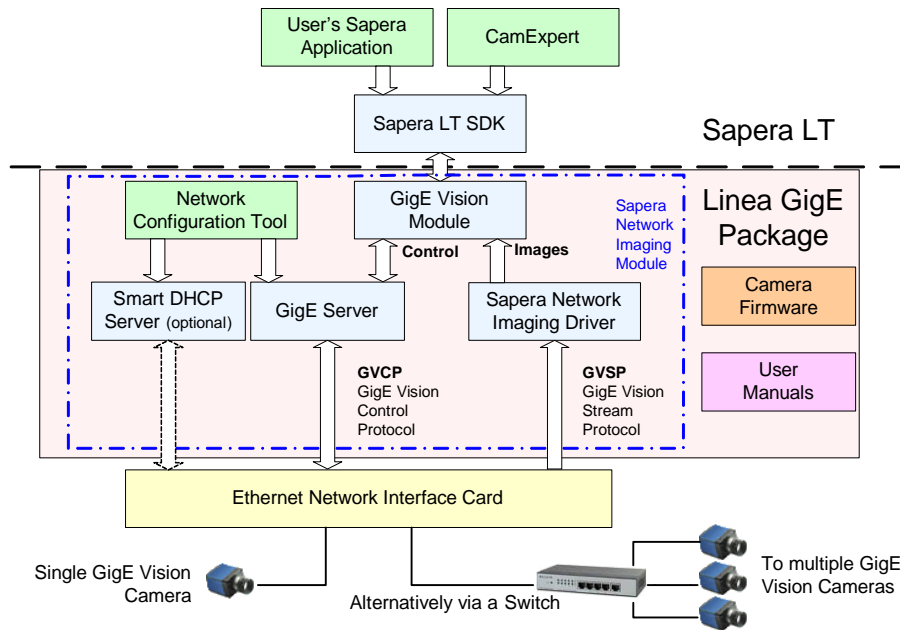 User's Sapera
Application
CamExpert
Sapera LT SDK
Sapera LT
Network
Configuration Tool
GigE Vision
Module
Sapera
Network
Imaging
Module
Linea GigE
Package
Control
Images
Smart DHCP
Server (optional)
GigE Server
Sapera Network
Imaging Driver
Camera
Firmware
GVCP
GigE Vision
Control
Protocol
GVSP
GigE Vision
Stream
Protocol
User
Manuals
Ethernet Network Interface Card
Single GigE Vision
Camera
Alternatively via a Switch
To multiple GigE
Vision Cameras